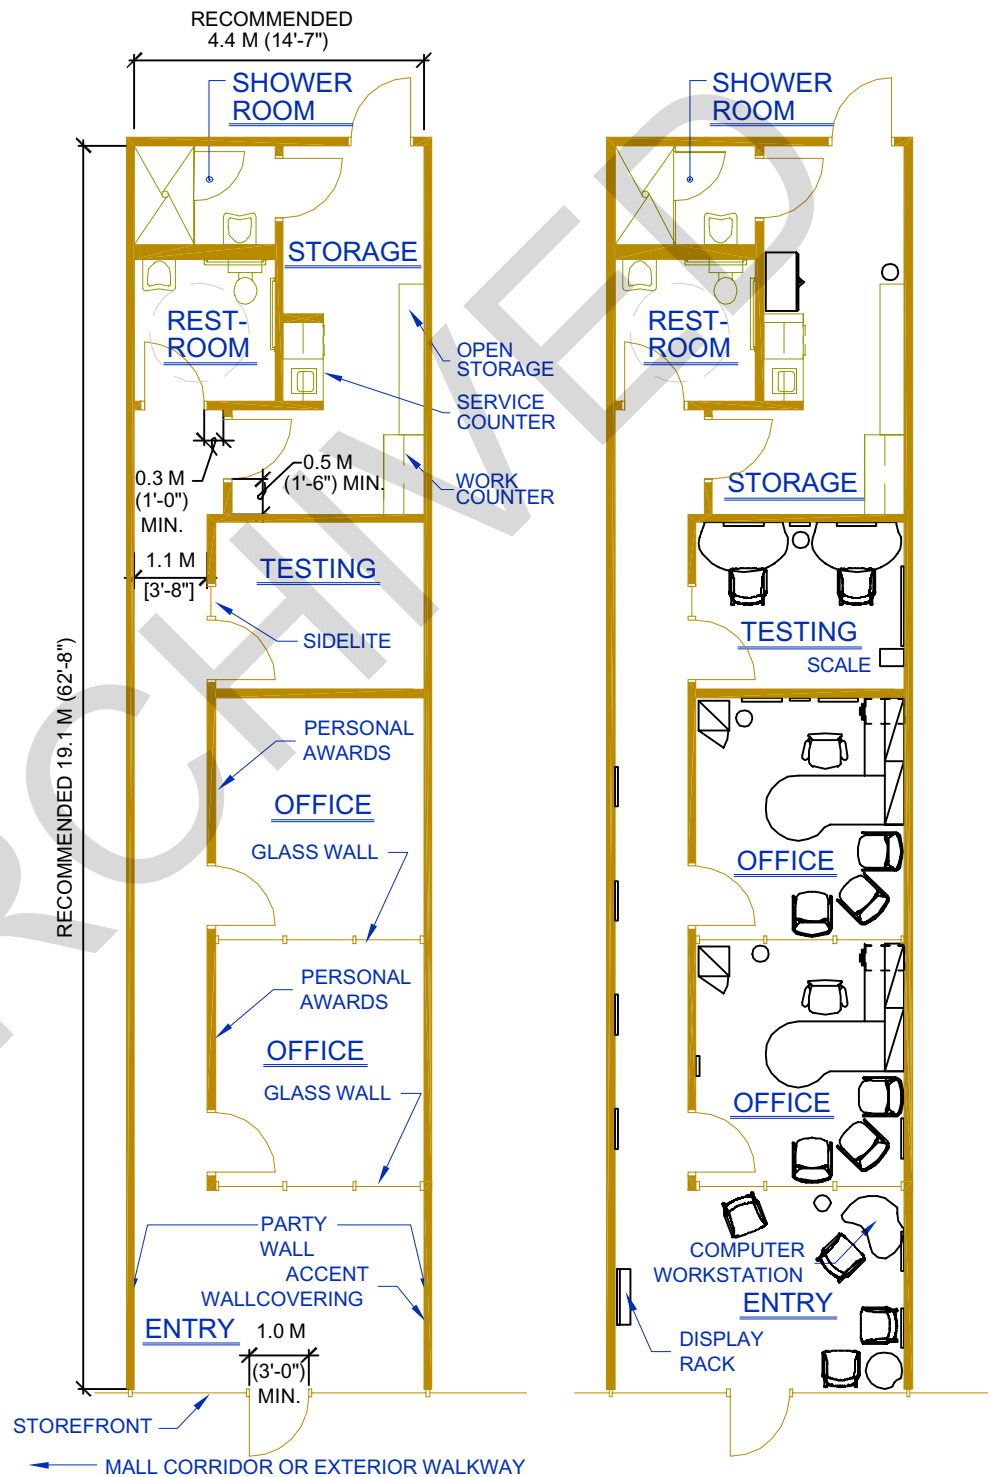 RECOMMENDED
4.4 M (14'-7")
SHOWER
ROOM
STORAGE
REST-
ROOM
OPEN
STORAGE
SERVICE
COUNTER
0.3 M
(1'-0")
MIN.
0.5 M
(1'-6") MIN.
WORK
COUNTER
1.1 M
[3'-8"]
TESTING
SIDELITE
RECOMMENDED 19.1 M (62'-8")
PERSONAL
AWARDS
OFFICE
GLASS WALL
PERSONAL
AWARDS
OFFICE
GLASS WALL
PARTY
WALL
ACCENT
WALLCOVERING
ENTRY
1.0 M
(3'-0")
MIN.
STOREFRONT
MALL CORRIDOR OR EXTERIOR WALKWAY
SHOWER
ROOM
REST-
ROOM
STORAGE
TESTING
SCALE
OFFICE
OFFICE
COMPUTER
WORKSTATION
ENTRY
DISPLAY
RACK
ARCHIVED